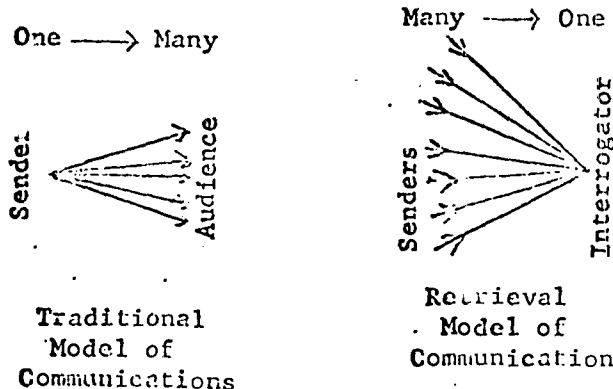 One → Many
Sender
Audience
Traditional
Model of
Communications
Many → One
Senders
Interrogator
Retrieval
Model of
Communication